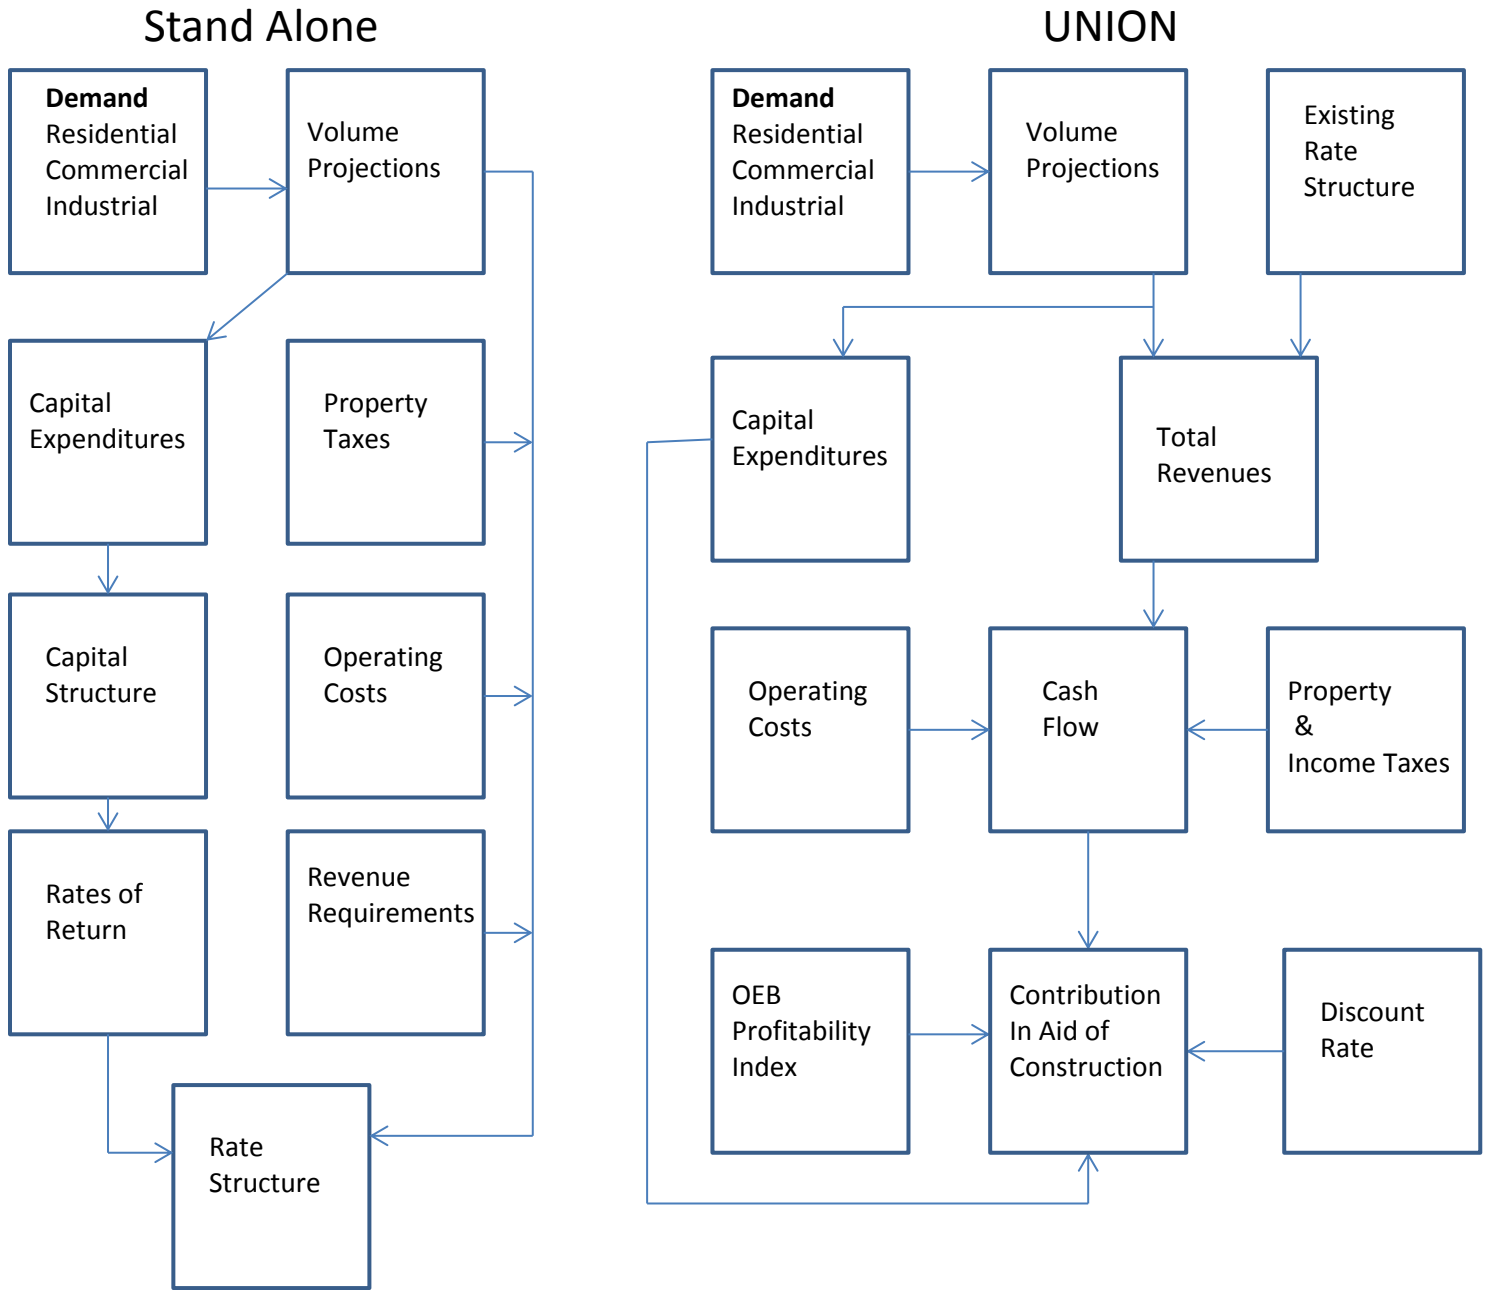 Stand Alone
Demand
Residential
Commercial
Industrial
Volume
Projections
Capital
Expenditures
Property
Taxes
Capital
Structure
Operating
Costs
Rates of
Return
Revenue
Requirements
Rate
Structure
UNION
Demand
Residential
Commercial
Industrial
Volume
Projections
Existing
Rate
Structure
Capital
Expenditures
Total
Revenues
Operating
Costs
Cash
Flow
Property
&
Income Taxes
OEB
Profitability
Index
Contribution
In Aid of
Construction
Discount
Rate